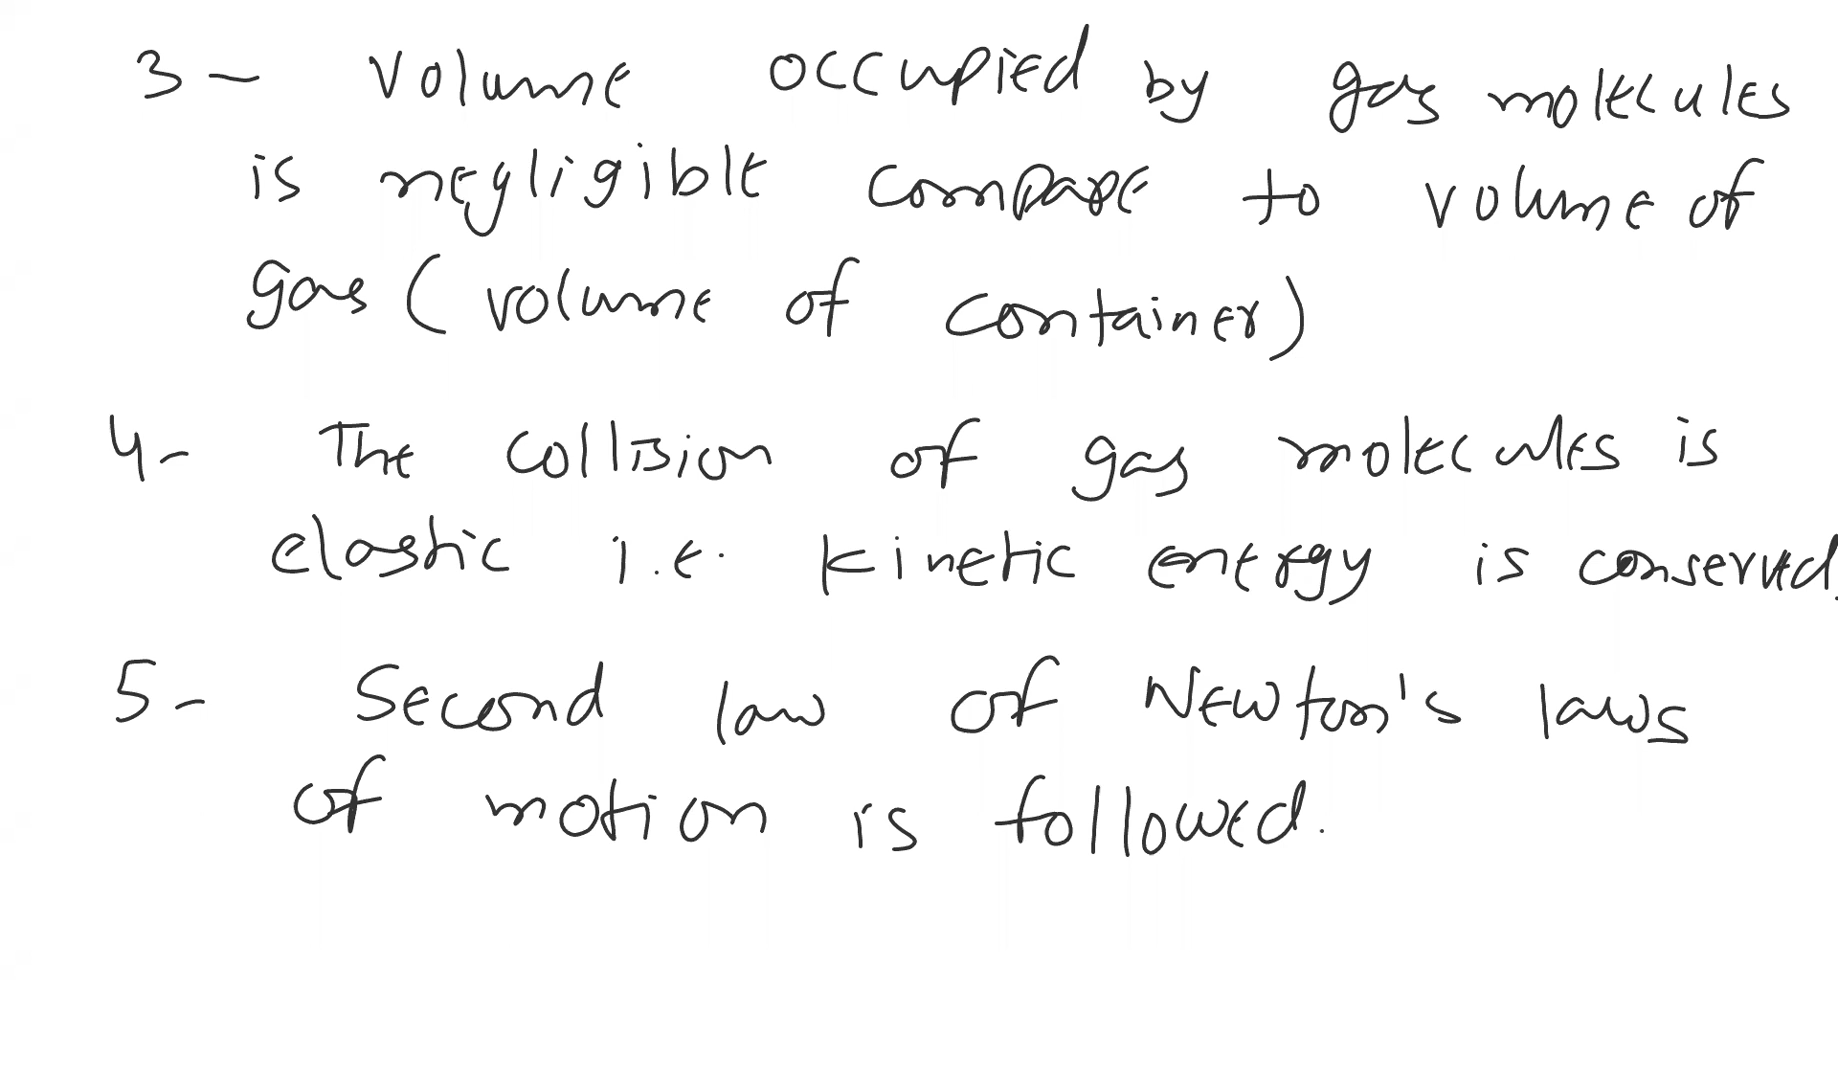 3- Volume occupied by gas molecules
is negligible compare to volume of
gas (volume of container)
4- The collision of gas molecules is
elastic i.e. kinetic energy is conserved.
5- Second law of Newton's laws
of motion is followed.